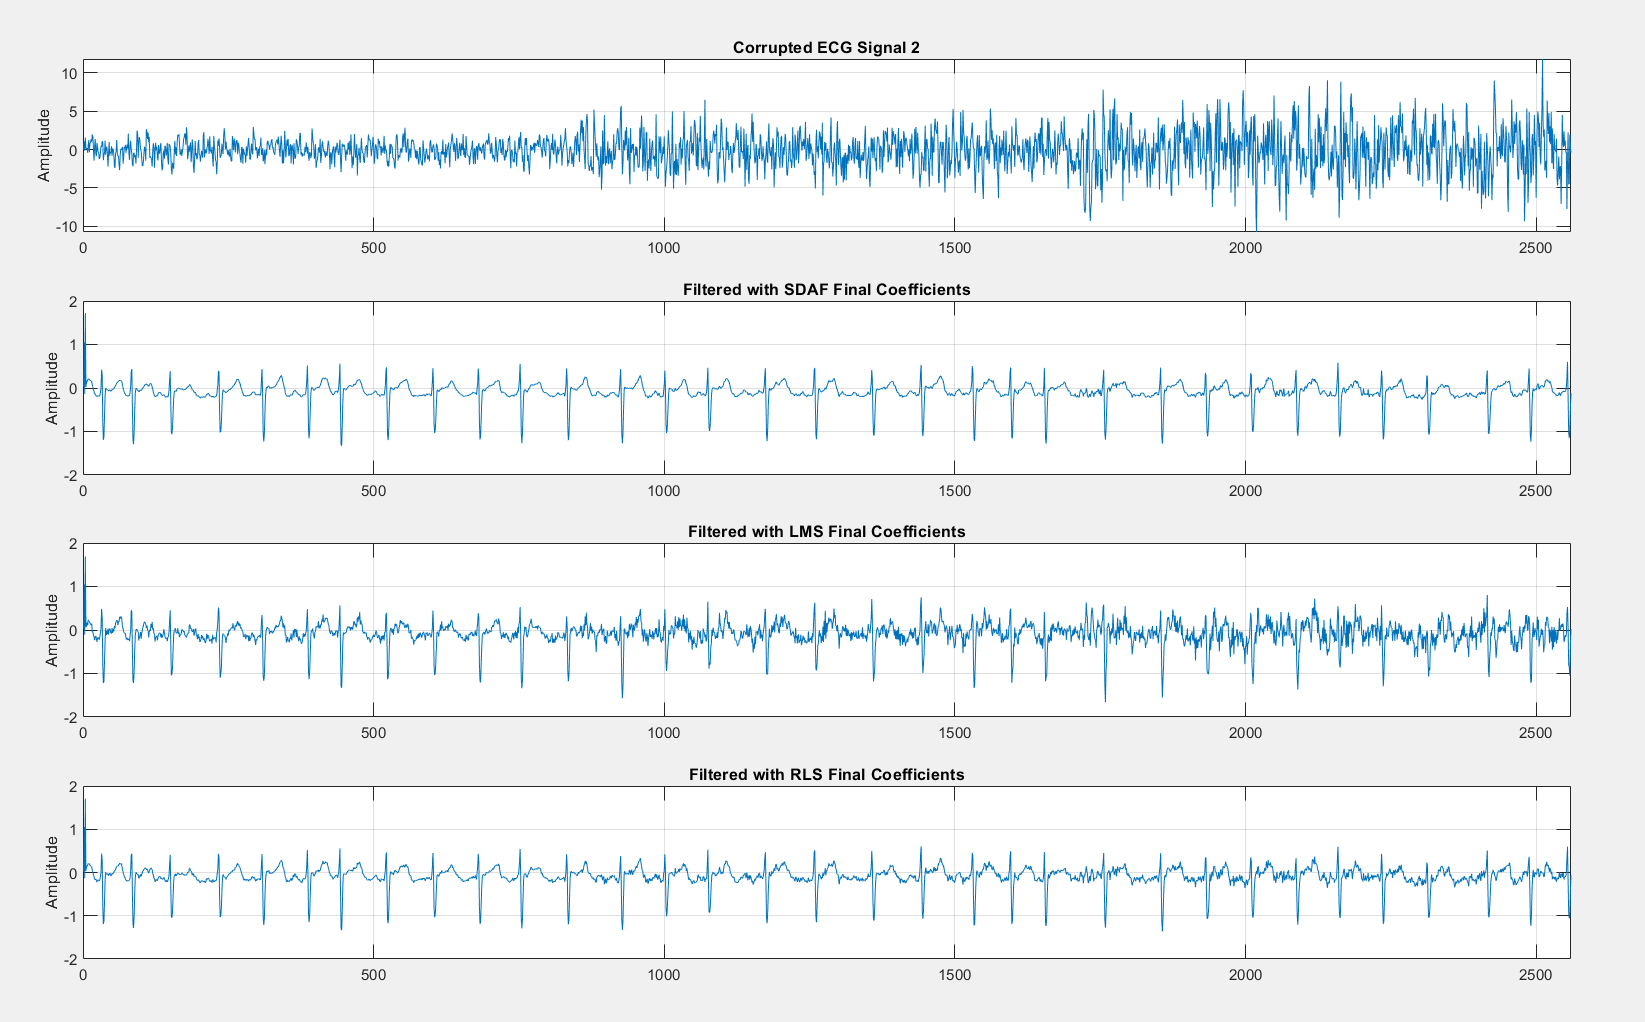 Corrupted ECG Signal 2
Amplitude
10
5
0
-5
-10
0 500 1000 1500 2000 2500
Filtered with SDAF Final Coefficients
Amplitude
2
1
0
-1
-2
0 500 1000 1500 2000 2500
Filtered with LMS Final Coefficients
Amplitude
2
1
0
-1
-2
0 500 1000 1500 2000 2500
Filtered with RLS Final Coefficients
Amplitude
2
1
0
-1
-2
0 500 1000 1500 2000 2500